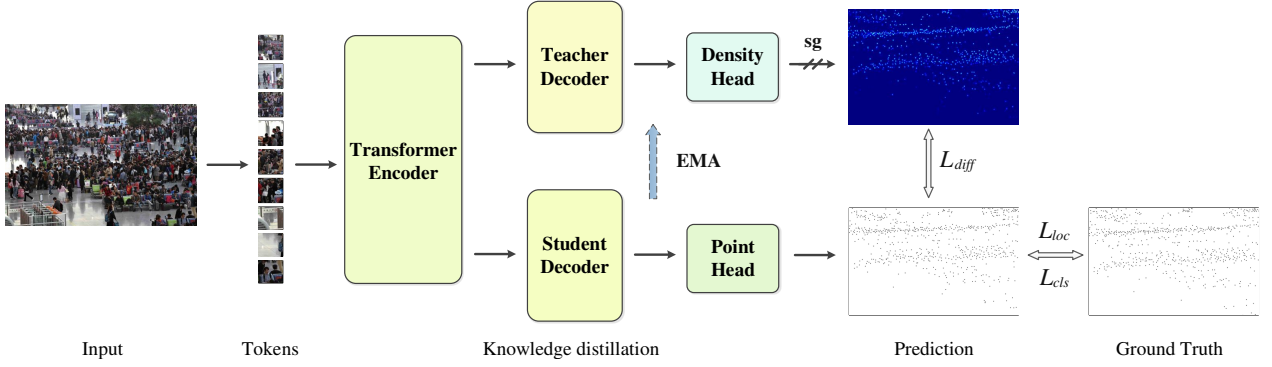 Teacher
Decoder
Density
Head
sg
Transformer
Encoder
EMA
L_diff
Student
Decoder
Point
Head
L_loc
L_cls
Input
Tokens
Knowledge distillation
Prediction
Ground Truth